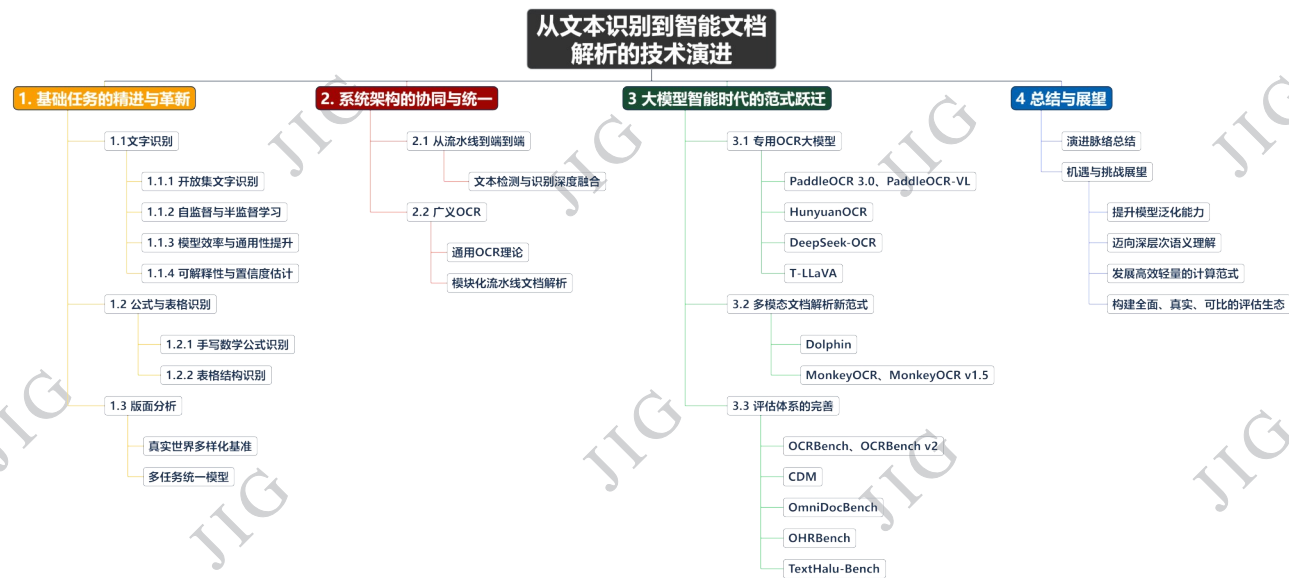 从文本识别到智能文档
解析的技术演进
1. 基础任务的精进与革新
1.1文字识别
1.1.1 开放集文字识别
1.1.2 自监督与半监督学习
1.1.3 模型效率与通用性提升
1.1.4 可解释性与置信度估计
1.2 公式与表格识别
1.2.1 手写数学公式识别
1.2.2 表格结构识别
1.3 版面分析
真实世界多样化基准
多任务统一模型
2. 系统架构的协同与统一
2.1 从流水线到端到端
文本检测与识别深度融合
2.2 广义OCR
通用OCR理论
模块化流水线文档解析
3 大模型智能时代的范式跃迁
3.1 专用OCR大模型
PaddleOCR 3.0、PaddleOCR-VL
HunyuanOCR
DeepSeek-OCR
T-LLaVA
3.2 多模态文档解析新范式
Dolphin
MonkeyOCR、MonkeyOCR v1.5
3.3 评估体系的完善
OCRBench、OCRBench v2
CDM
OmniDocBench
OHRBench
TextHalu-Bench
4 总结与展望
演进脉络总结
机遇与挑战展望
提升模型泛化能力
迈向深层次语义理解
发展高效轻量的计算范式
构建全面、真实、可比的评估生态
JIG
JIG
JIG
JIG
JIG
JIG
JIG
JIG
JIG